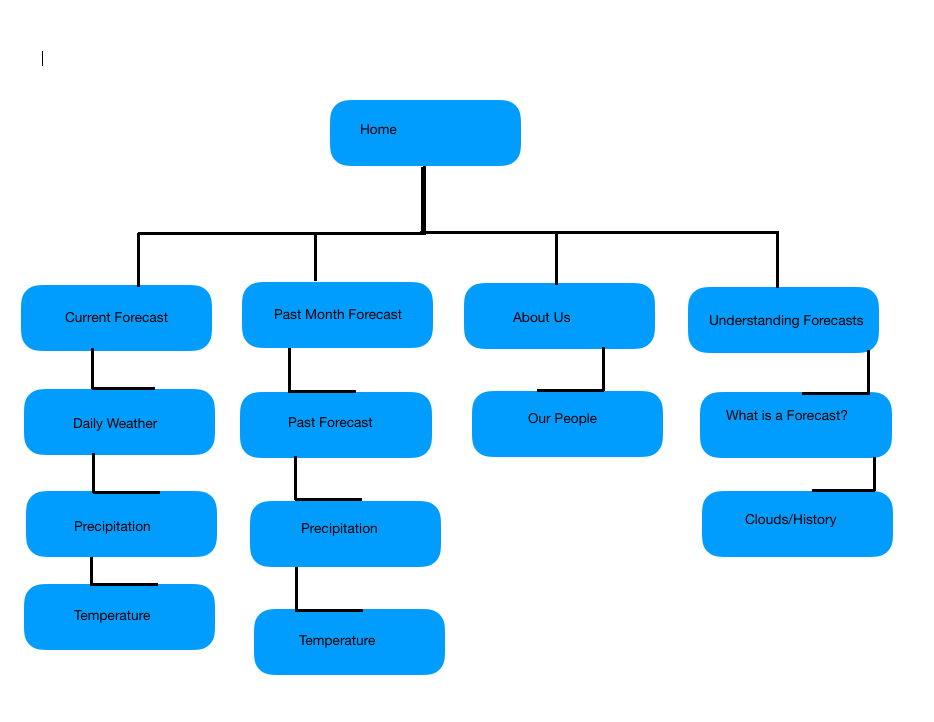 Home
Current Forecast
Past Month Forecast
About Us
Understanding Forecasts
Daily Weather
Past Forecast
Our People
What is a Forecast?
Precipitation
Precipitation
Clouds/History
Temperature
Temperature